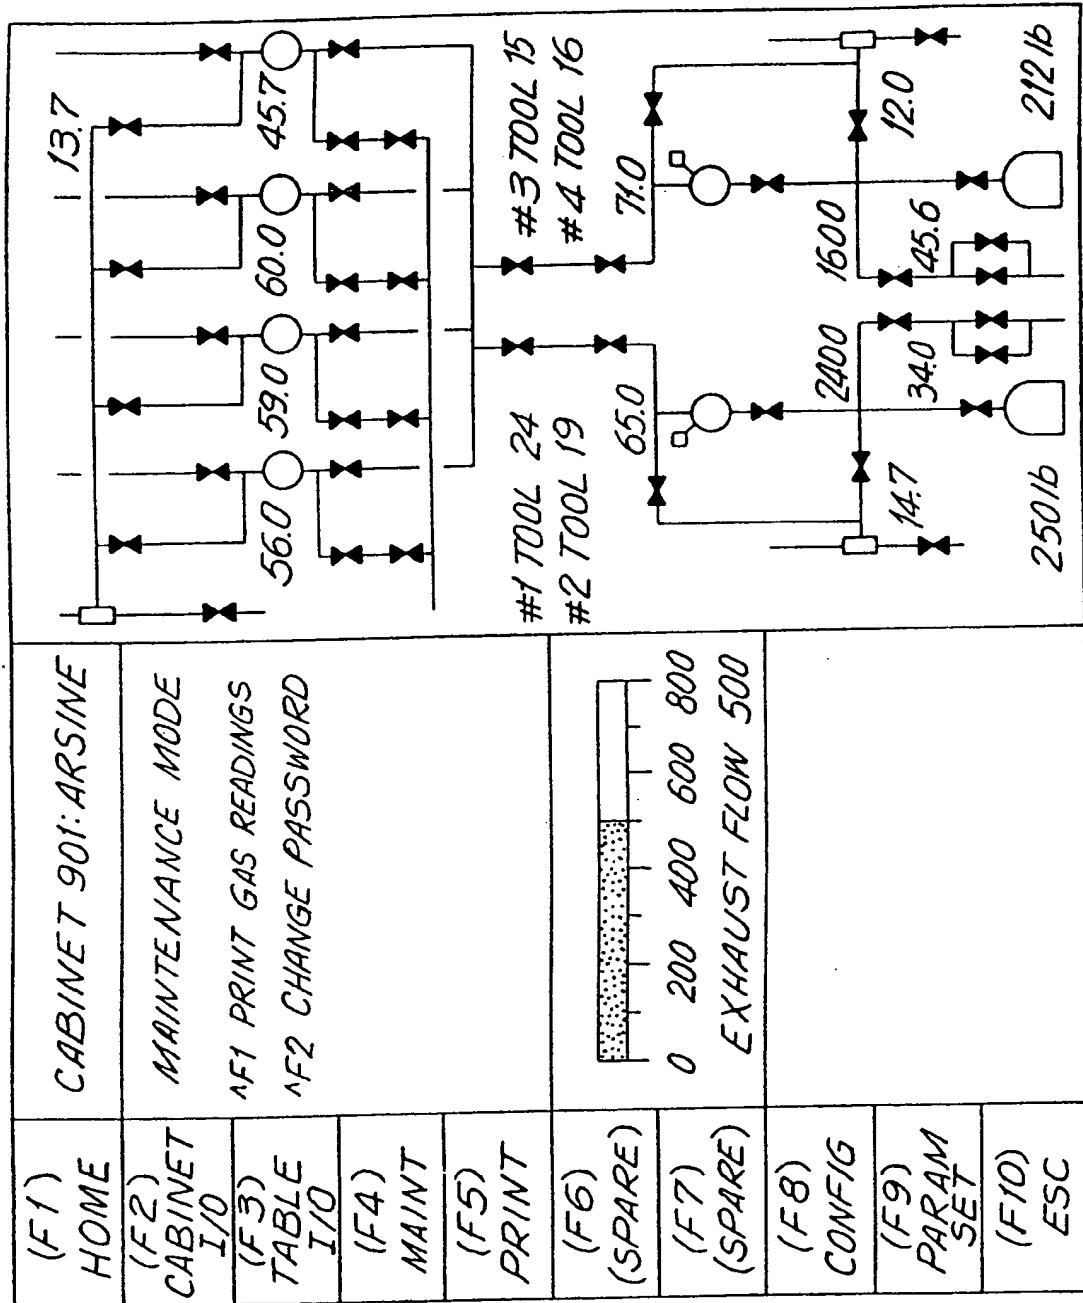 (F1)
HOME
(F2)
CABINET
I/O
(F3)
TABLE
I/O
(F4)
MAINT
(F5)
PRINT
(F6)
(SPARE)
(F7)
(SPARE)
(F8)
CONFIG
(F9)
PARAM
SET
(F10)
ESC
CABINET 901: ARSINE
MAINTENANCE MODE
^F1 PRINT GAS READINGS
^F2 CHANGE PASSWORD
0 200 400 600 800
EXHAUST FLOW 500
13.7
56.0 59.0 60.0 45.7
#1 TOOL 24 #3 TOOL 15
#2 TOOL 19 #4 TOOL 16
65.0 71.0
2400 1600
14.7 34.0 45.6 12.0
250 lb 212 lb